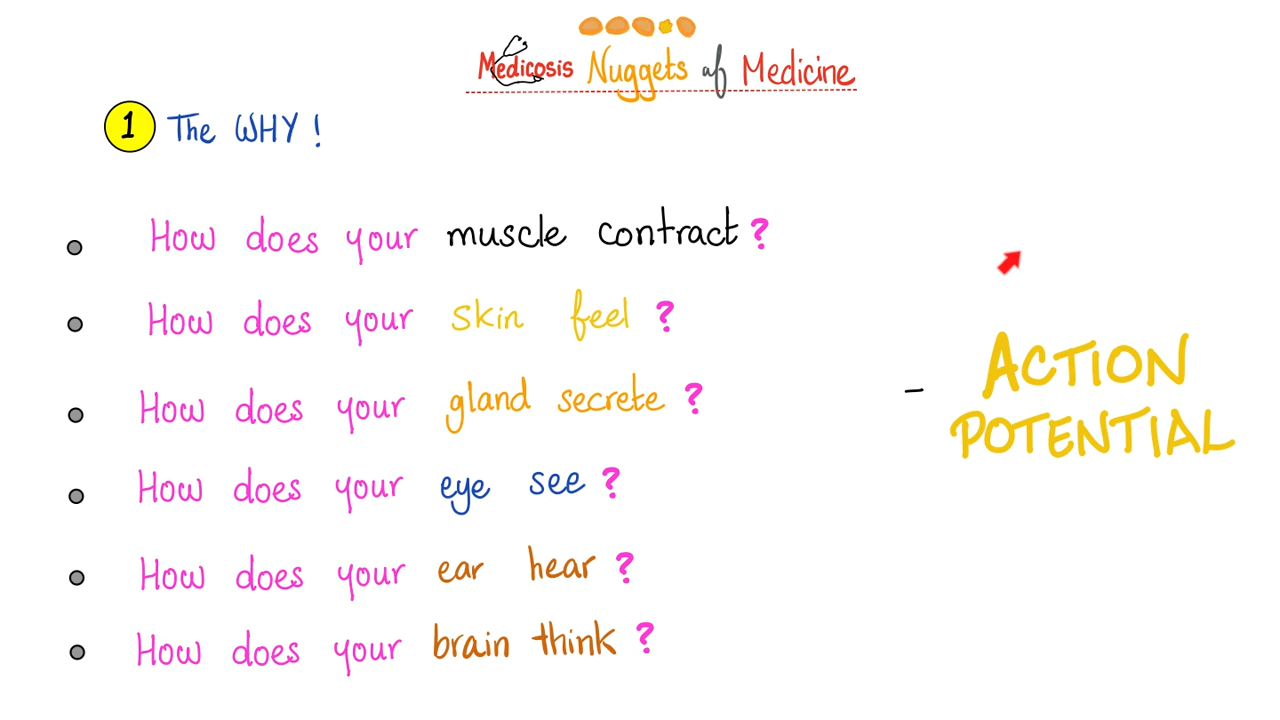 Medicosis Nuggets of Medicine
1 The WHY!
How does your muscle contract?
How does your skin feel?
How does your gland secrete?
- ACTION
POTENTIAL
How does your eye see?
How does your ear hear?
How does your brain think?